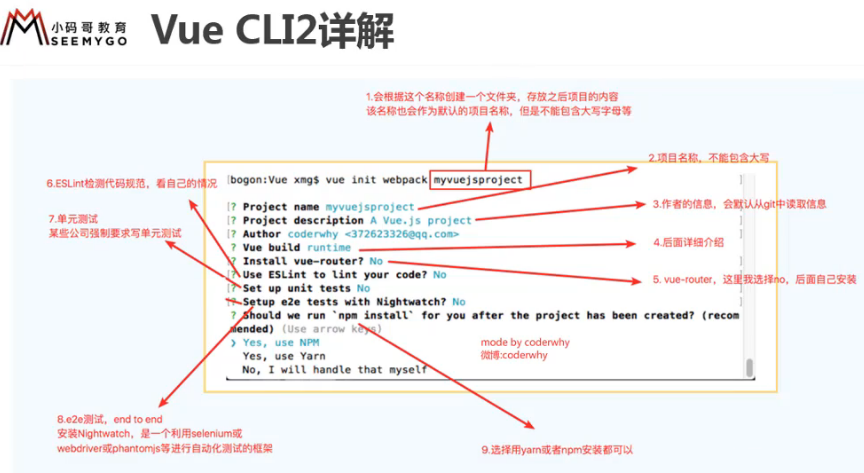 小码哥教育
SEEMYGO
Vue CLI2详解
1.会根据这个名称创建一个文件夹，存放之后项目的内容
该名称也会作为默认的项目名称，但是不能包含大写字母等
2.项目名称，不能包含大写
[bogon:Vue xmg$ vue init webpack myvuejsproject
6.ESLint检测代码规范，看自己的情况
[? Project name myvuejsproject
3.作者的信息，会默认从git中读取信息
7.单元测试
某些公司强制要求写单元测试
[? Project description A Vue.js project
[? Author coderwhy <372623326@qq.com>
? Vue build runtime
4.后面详细介绍
[? Install vue-router? No
[? Use ESLint to lint your code? No
5. vue-router，这里我选择no，后面自己安装
[? Set up unit tests No
[? Setup e2e tests with Nightwatch? No
? Should we run `npm install` for you after the project has been created? (recom
mended) (Use arrow keys)
❯ Yes, use NPM
Yes, use Yarn
No, I will handle that myself
mode by coderwhy
微博:coderwhy
8.e2e测试，end to end
安装Nightwatch，是一个利用selenium或
webdriver或phantomjs等进行自动化测试的框架
9.选择用yarn或者npm安装都可以